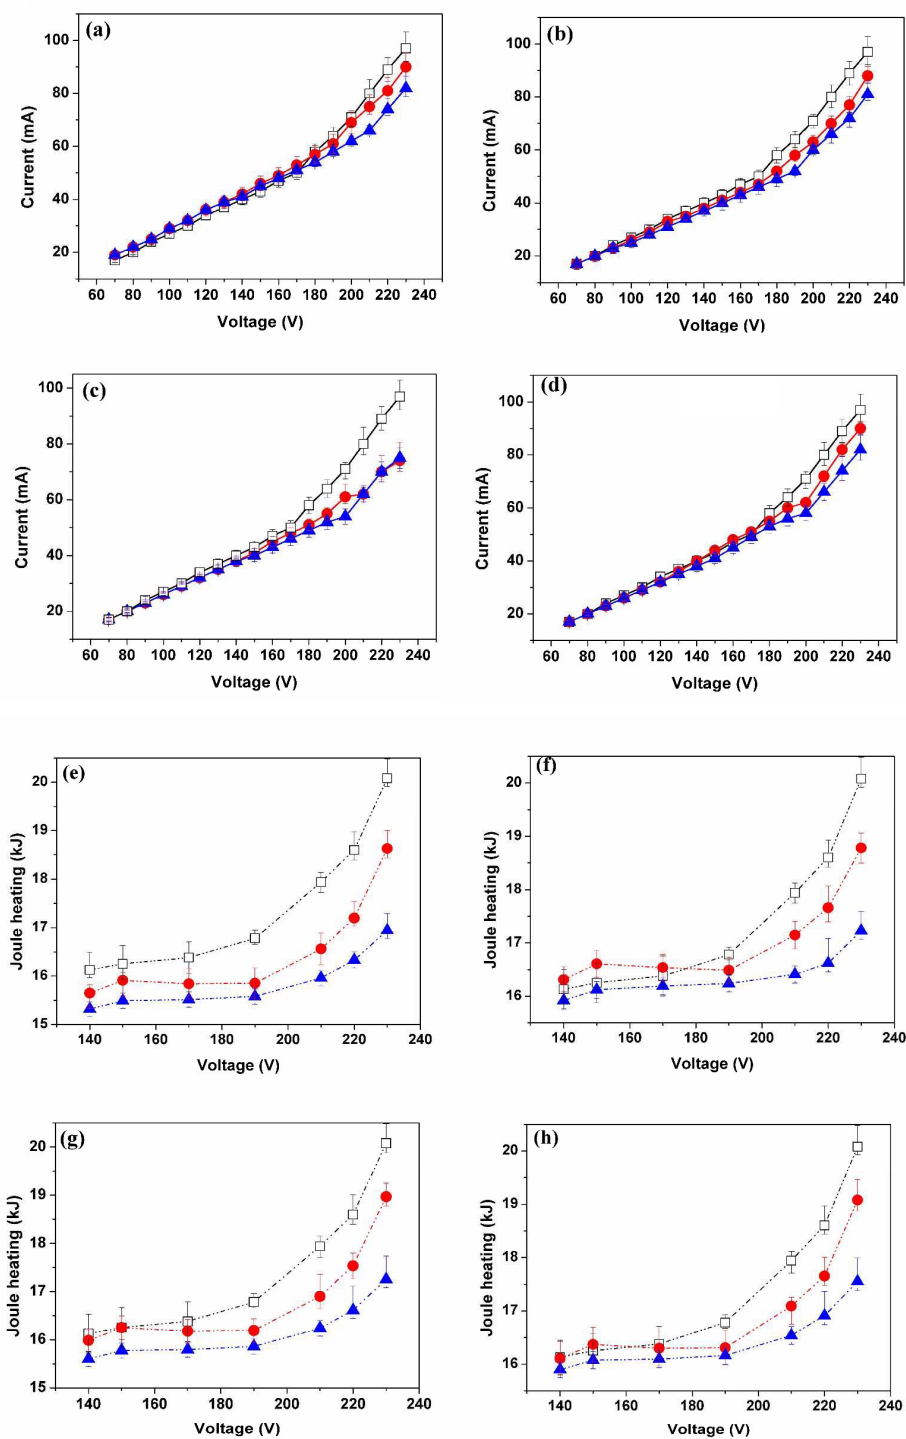 (a)
Current (mA)
100
80
60
40
20
60 80 100 120 140 160 180 200 220 240
Voltage (V)
(b)
Current (mA)
100
80
60
40
20
60 80 100 120 140 160 180 200 220 240
Voltage (V)
(c)
Current (mA)
100
80
60
40
20
60 80 100 120 140 160 180 200 220 240
Voltage (V)
(d)
Current (mA)
100
80
60
40
20
60 80 100 120 140 160 180 200 220 240
Voltage (V)
(e)
Joule heating (kJ)
20
19
18
17
16
15
140 160 180 200 220 240
Voltage (V)
(f)
Joule heating (kJ)
20
19
18
17
16
140 160 180 200 220 240
Voltage (V)
(g)
Joule heating (kJ)
20
19
18
17
16
15
140 160 180 200 220 240
Voltage (V)
(h)
Joule heating (kJ)
20
19
18
17
16
140 160 180 200 220 240
Voltage (V)